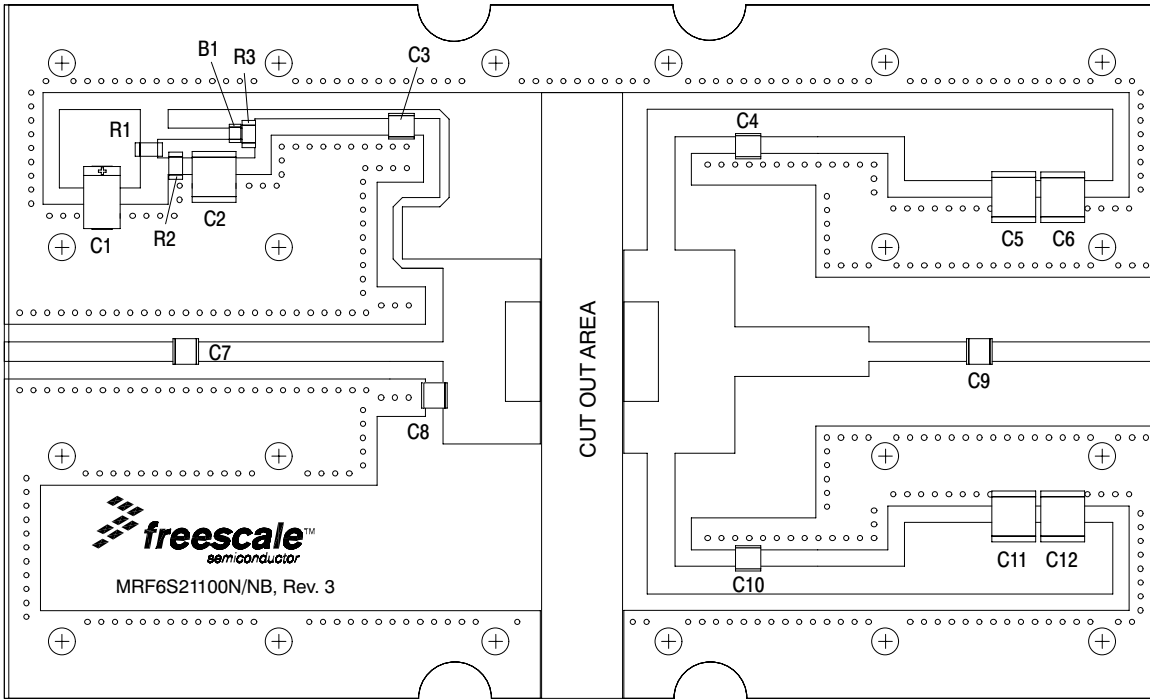 B1
R3
C3
R1
C4
C1
R2
C2
C5
C6
CUT OUT AREA
C7
C9
C8
freescale™
semiconductor
MRF6S21100N/NB, Rev. 3
C10
C11
C12